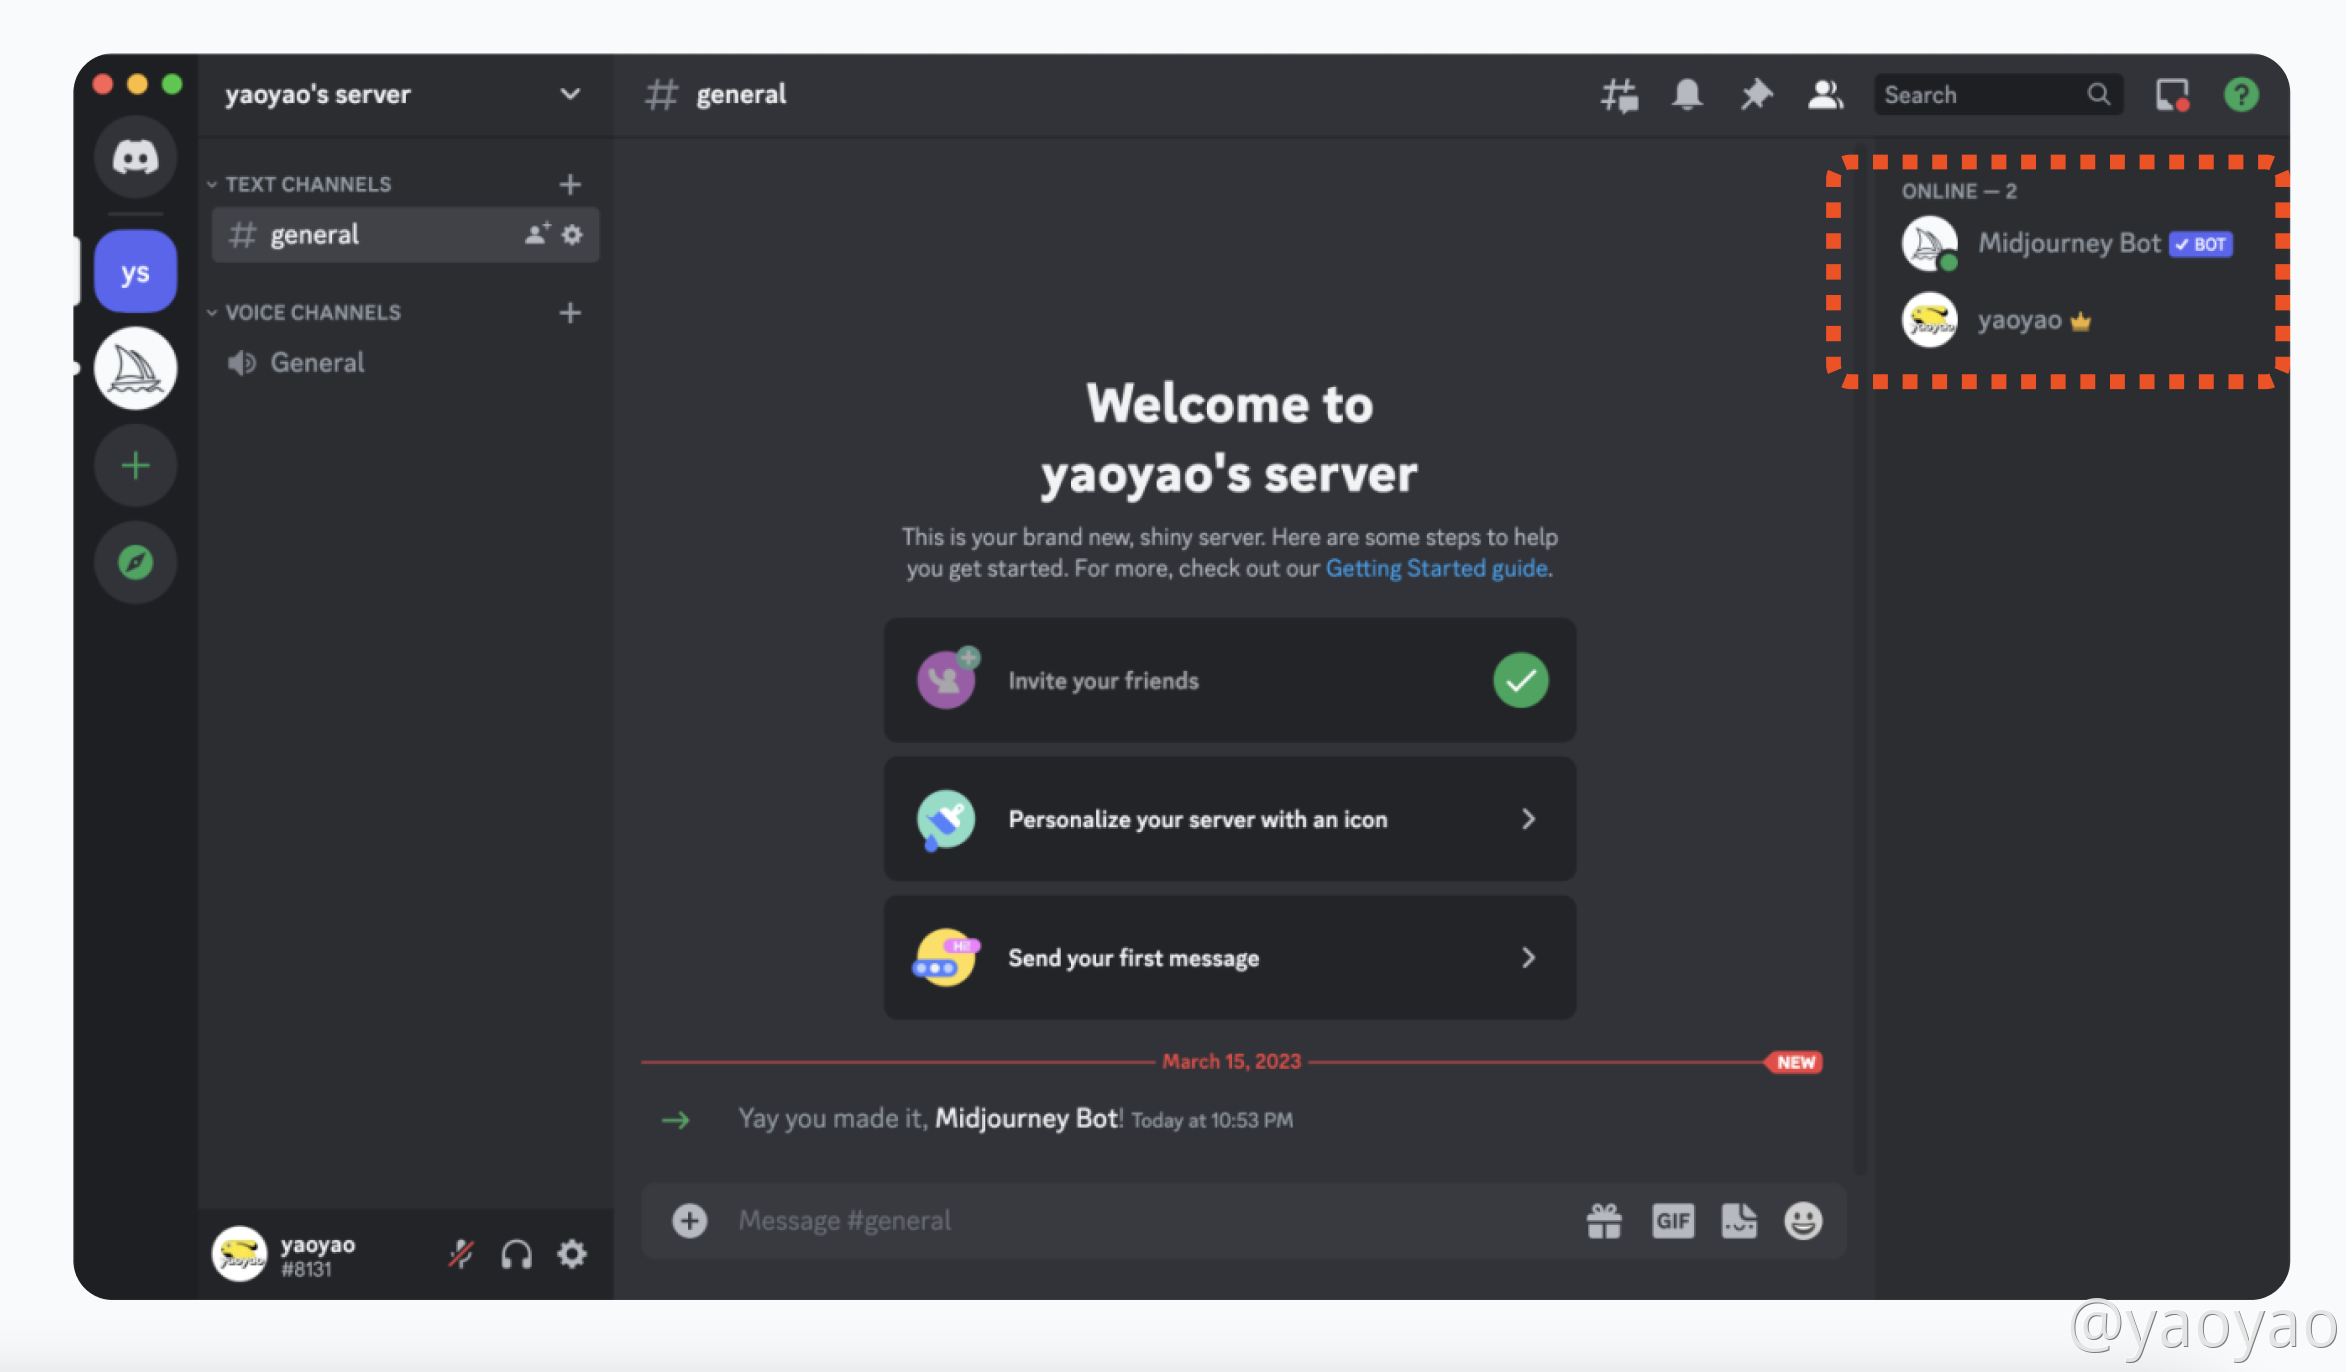 yaoyao's server
general
Search
?
TEXT CHANNELS
general
VOICE CHANNELS
General
ys
Welcome to
yaoyao's server
This is your brand new, shiny server. Here are some steps to help
you get started. For more, check out our Getting Started guide.
Invite your friends
Personalize your server with an icon
Hi!
Send your first message
March 15, 2023
NEW
Yay you made it, Midjourney Bot! Today at 10:53 PM
Message #general
GIF
yaoyao
#8131
yaoyao
ONLINE — 2
Midjourney Bot
BOT
yaoyao
yaoyao
@yaoyao